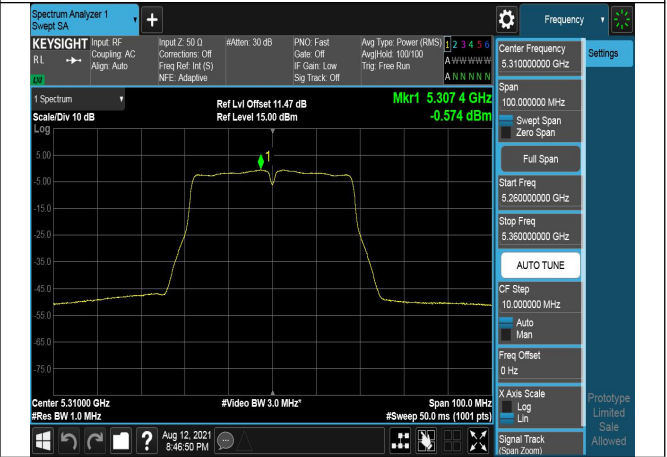 Spectrum Analyzer 1
Swept SA
+
Frequency
KEYSIGHT Input: RF
RL
Coupling: AC
Align: Auto
LXI
Input Z: 50 Ω
Corrections: Off
Freq Ref: Int (S)
NFE: Adaptive
#Atten: 30 dB
PNO: Fast
Gate: Off
IF Gain: Low
Sig Track: Off
Avg Type: Power (RMS)
Avg|Hold: 100/100
Trig: Free Run
1 2 3 4 5 6
A W W W W W
A N N N N N
Center Frequency
5.310000000 GHz
Settings
Span
100.000000 MHz
Swept Span
Zero Span
Full Span
Start Freq
5.260000000 GHz
Stop Freq
5.360000000 GHz
AUTO TUNE
CF Step
10.000000 MHz
Auto
Man
Freq Offset
0 Hz
X Axis Scale
Log
Lin
Signal Track
(Span Zoom)
Prototype
Limited
Sale
Allowed
1 Spectrum
Scale/Div 10 dB
Log
Ref Lvl Offset 11.47 dB
Ref Level 15.00 dBm
Mkr1 5.307 4 GHz
-0.574 dBm
1
5.00
-5.00
-15.0
-25.0
-35.0
-45.0
-55.0
-65.0
-75.0
Center 5.31000 GHz
#Res BW 1.0 MHz
#Video BW 3.0 MHz*
Span 100.0 MHz
#Sweep 50.0 ms (1001 pts)
?
Aug 12, 2021
8:46:50 PM